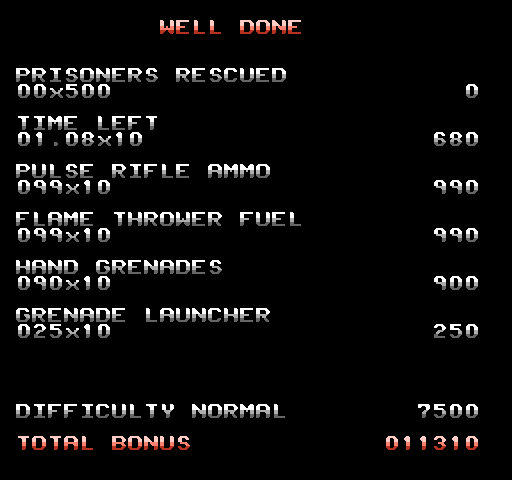 WELL DONE
PRISONERS RESCUED
00x500 0
TIME LEFT
01.08x10 680
PULSE RIFLE AMMO
099x10 990
FLAME THROWER FUEL
099x10 990
HAND GRENADES
090x10 900
GRENADE LAUNCHER
025x10 250
DIFFICULTY NORMAL 7500
TOTAL BONUS 011310